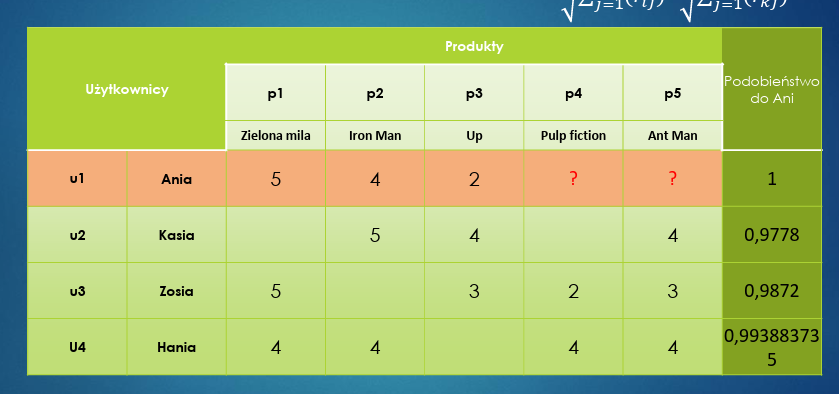 Produkty
Użytkownicy
Podobieństwo
do Ani
p1 p2 p3 p4 p5
Zielona mila Iron Man Up Pulp fiction Ant Man
u1 Ania 5 4 2 ? ? 1
u2 Kasia 5 4 4 0,9778
u3 Zosia 5 3 2 3 0,9872
U4 Hania 4 4 4 4 0,99388373
5